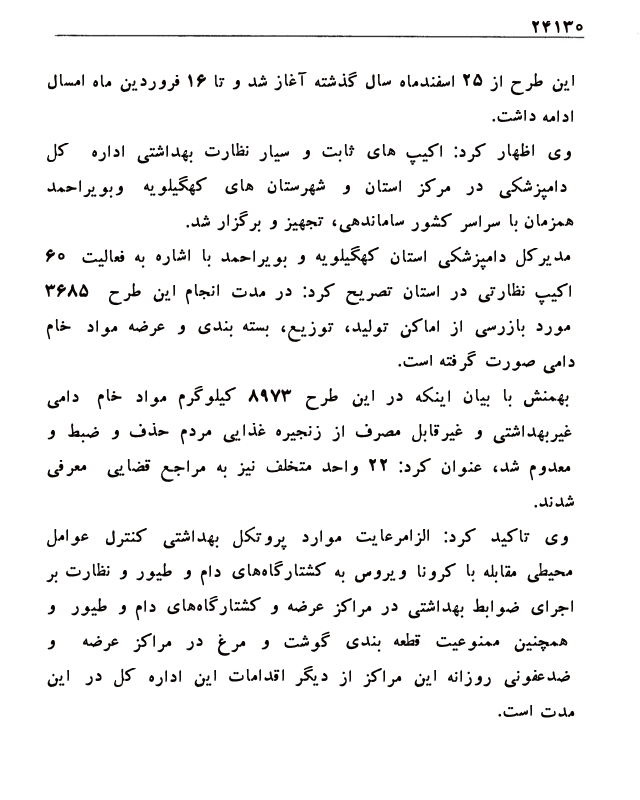 ۲۴۱۳۰
این طرح از ۲۵ اسفندماه سال گذشته آغاز شد و تا ۱۶ فروردین ماه امسال
ادامه داشت.
وی اظهار کرد: اکیپ های ثابت و سیار نظارت بهداشتی اداره کل
دامپزشکی در مرکز استان و شهرستان های کهگیلویه وبویراحمد
همزمان با سراسر کشور ساماندهی، تجهیز و برگزار شد.
مدیرکل دامپزشکی استان کهگیلویه و بویراحمد با اشاره به فعالیت ۶۰
اکیپ نظارتی در استان تصریح کرد: در مدت انجام این طرح ۳۶۸۵
مورد بازرسی از اماکن تولید، توزیع، بسته بندی و عرضه مواد خام
دامی صورت گرفته است.
بهمنش با بیان اینکه در این طرح ۸۹۷۳ کیلوگرم مواد خام دامی
غیربهداشتی و غیرقابل مصرف از زنجیره غذایی مردم حذف و ضبط و
معدوم شد، عنوان کرد: ۲۲ واحد متخلف نیز به مراجع قضایی معرفی
شدند.
وی تاکید کرد: الزامرعایت موارد پروتکل بهداشتی کنترل عوامل
محیطی مقابله با کرونا ویروس به کشتارگاه‌های دام و طیور و نظارت بر
اجرای ضوابط بهداشتی در مراکز عرضه و کشتارگاه‌های دام و طیور و
همچنین ممنوعیت قطعه بندی گوشت و مرغ در مراکز عرضه و
ضدعفونی روزانه این مراکز از دیگر اقدامات این اداره کل در این
مدت است.